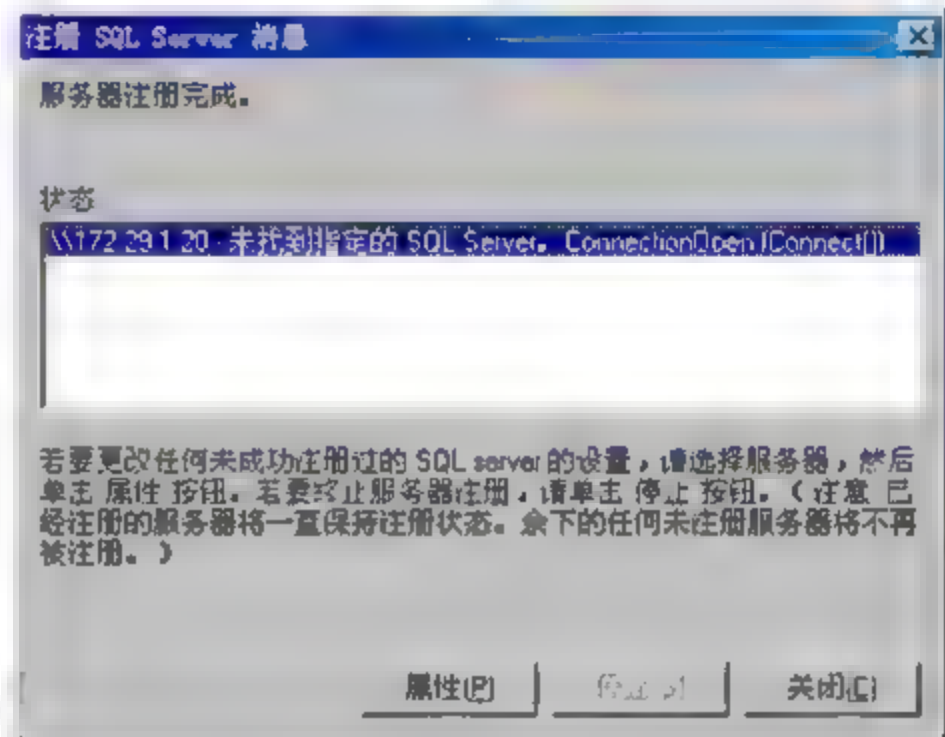 注册 SQL Server 消息
服务器注册完成。
状态
\\172 29 1 20 - 未找到指定的 SQL Server。 ConnectionOpen (Connect())
若要更改任何未成功注册过的 SQL server 的设置，请选择服务器，然后
单击 属性 按钮。若要终止服务器注册，请单击 停止 按钮。（注意 已
经注册的服务器将一直保持注册状态。余下的任何未注册服务器将不再
被注册。）
属性(P)
停止(S)
关闭(C)